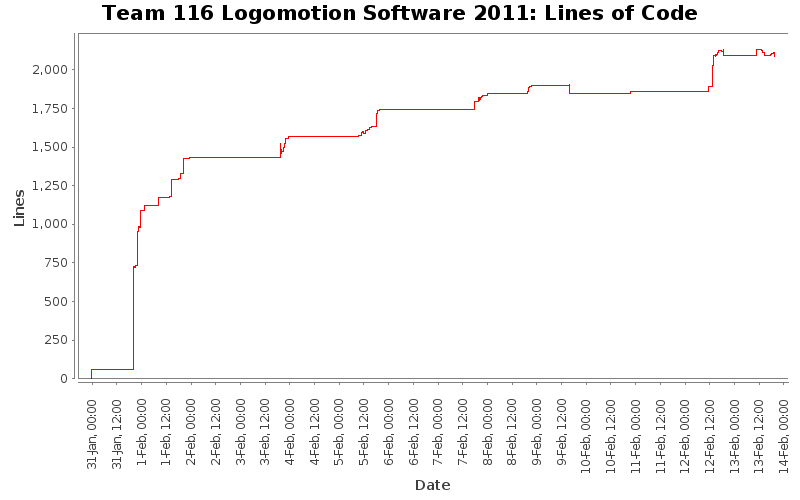 Team 116 Logomotion Software 2011: Lines of Code
Lines
2,000
1,750
1,500
1,250
1,000
750
500
250
0
31-Jan, 00:00
31-Jan, 12:00
1-Feb, 00:00
1-Feb, 12:00
2-Feb, 00:00
2-Feb, 12:00
3-Feb, 00:00
3-Feb, 12:00
4-Feb, 00:00
4-Feb, 12:00
5-Feb, 00:00
5-Feb, 12:00
6-Feb, 00:00
6-Feb, 12:00
7-Feb, 00:00
7-Feb, 12:00
8-Feb, 00:00
8-Feb, 12:00
9-Feb, 00:00
9-Feb, 12:00
10-Feb, 00:00
10-Feb, 12:00
11-Feb, 00:00
11-Feb, 12:00
12-Feb, 00:00
12-Feb, 12:00
13-Feb, 00:00
13-Feb, 12:00
14-Feb, 00:00
Date